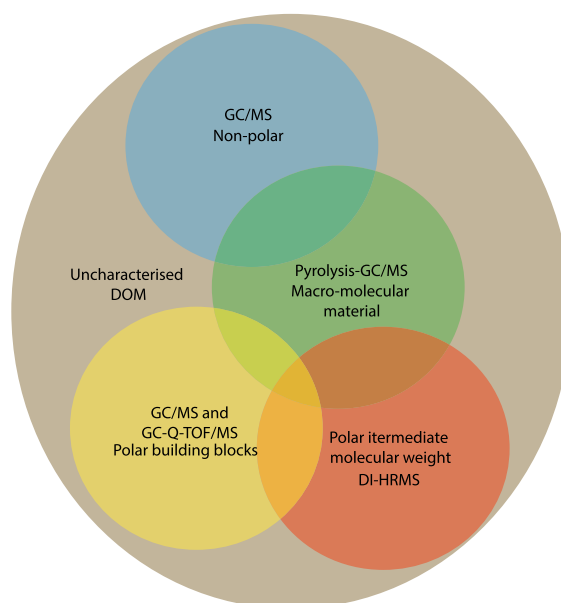 GC/MS
Non-polar
Pyrolysis-GC/MS
Macro-molecular
material
Uncharacterised
DOM
GC/MS and
GC-Q-TOF/MS
Polar building blocks
Polar itermediate
molecular weight
DI-HRMS